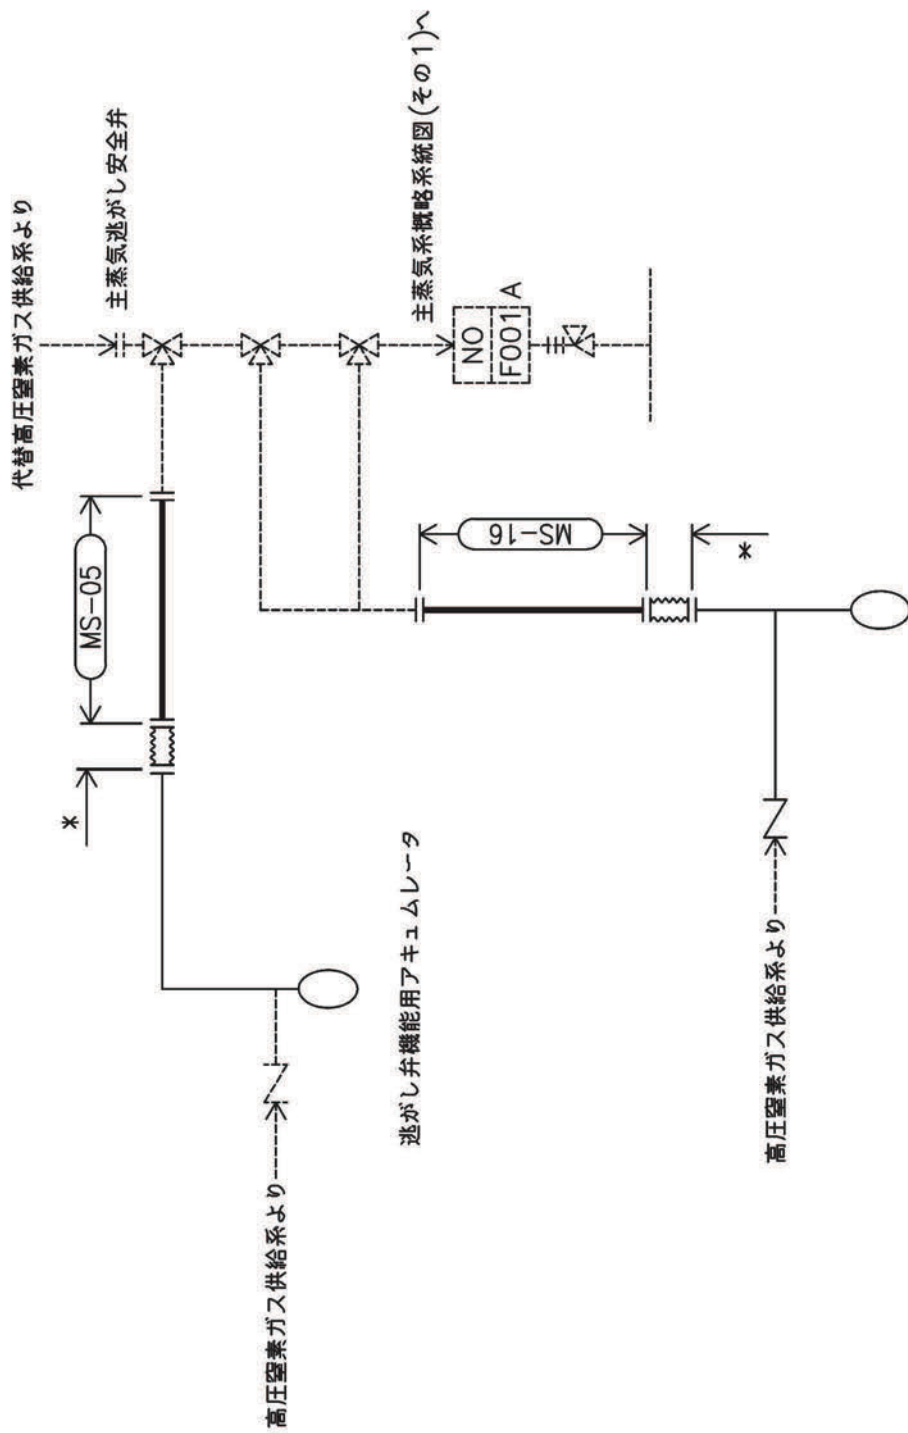 代替高圧窒素ガス供給系より
主蒸気逃がし安全弁
主蒸気系概略系統図(その1)へ
NO
F001
A
MS-05
*
MS-16
*
逃がし弁機能用アキュムレータ
高圧窒素ガス供給系より
高圧窒素ガス供給系より